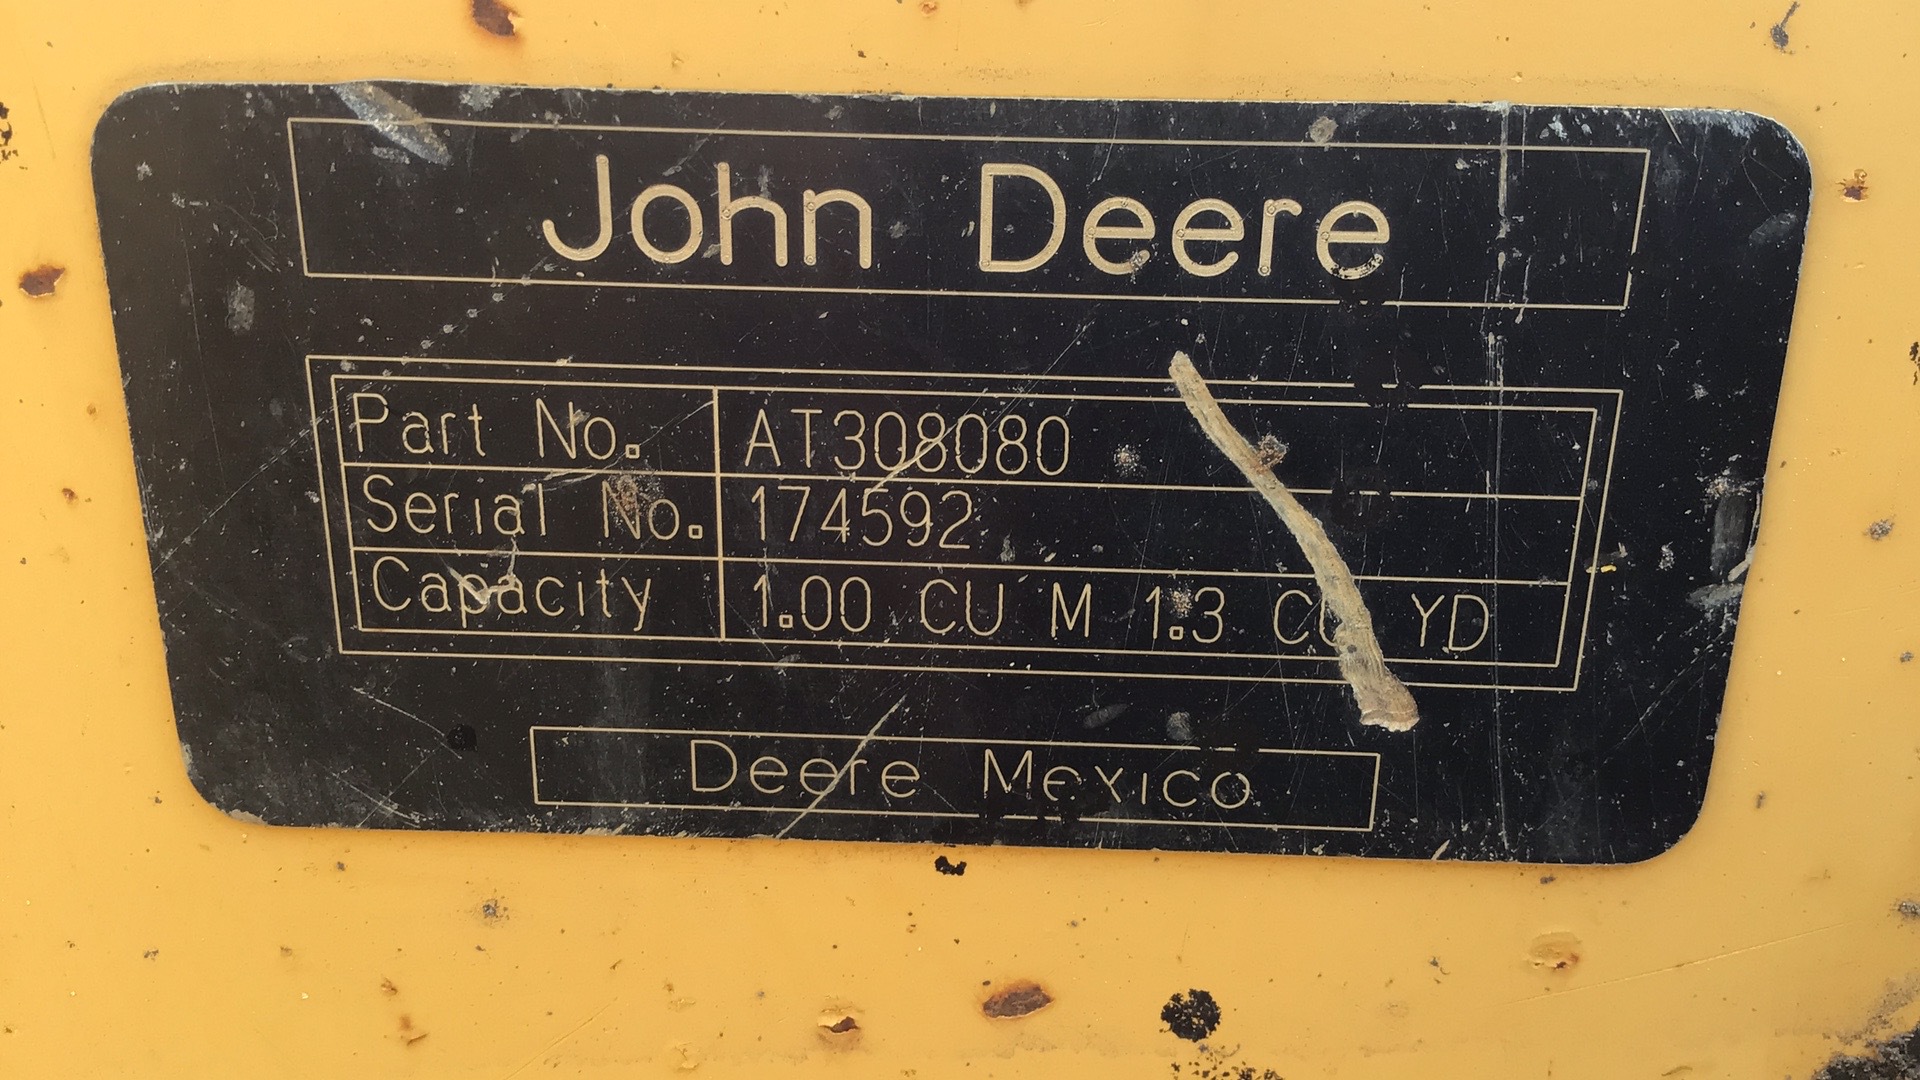 John Deere
Part No. AT308080
Serial No. 174592
Capacity 1.00 CU M 1.3 CU YD
Deere Mexico